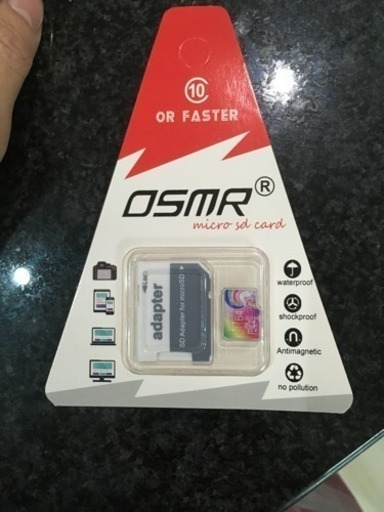 10
OR FASTER
OSMR®
micro sd card
adapter
SD Adapter for microSD
waterproof
shockproof
Antimagnetic
no pollution